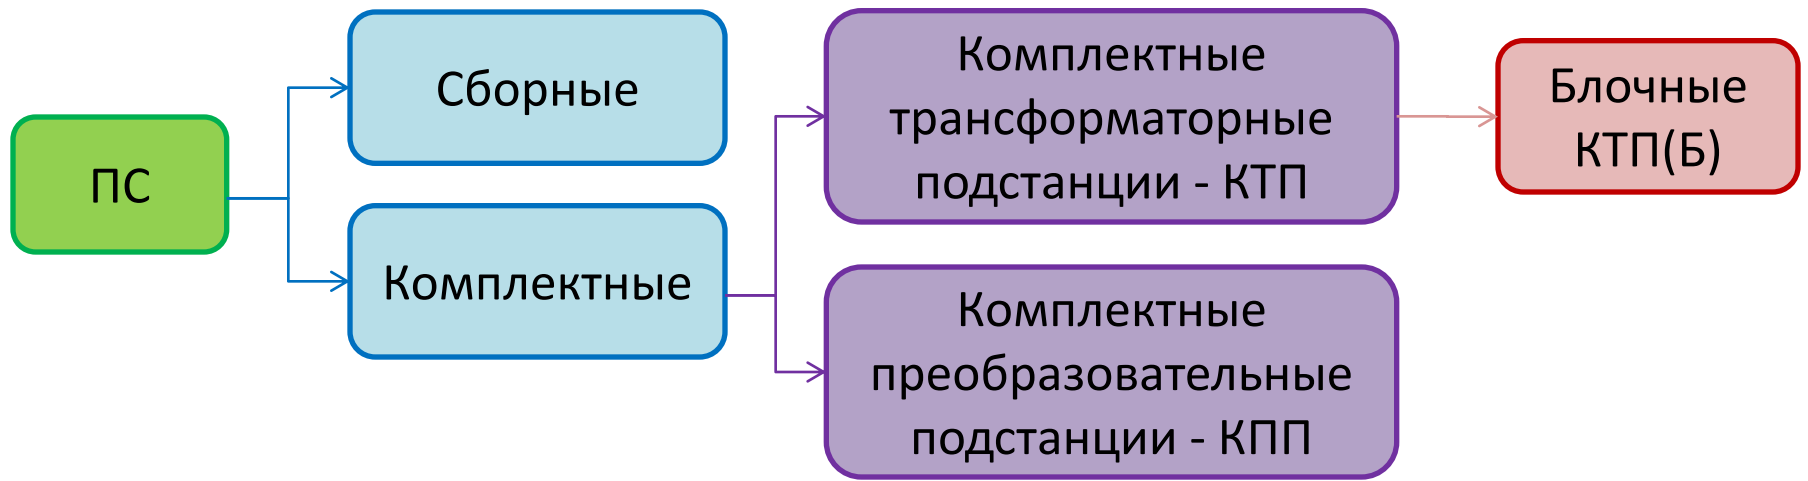 ПС
Сборные
Комплектные
Комплектные
трансформаторные
подстанции - КТП
Комплектные
преобразовательные
подстанции - КПП
Блочные
КТП(Б)